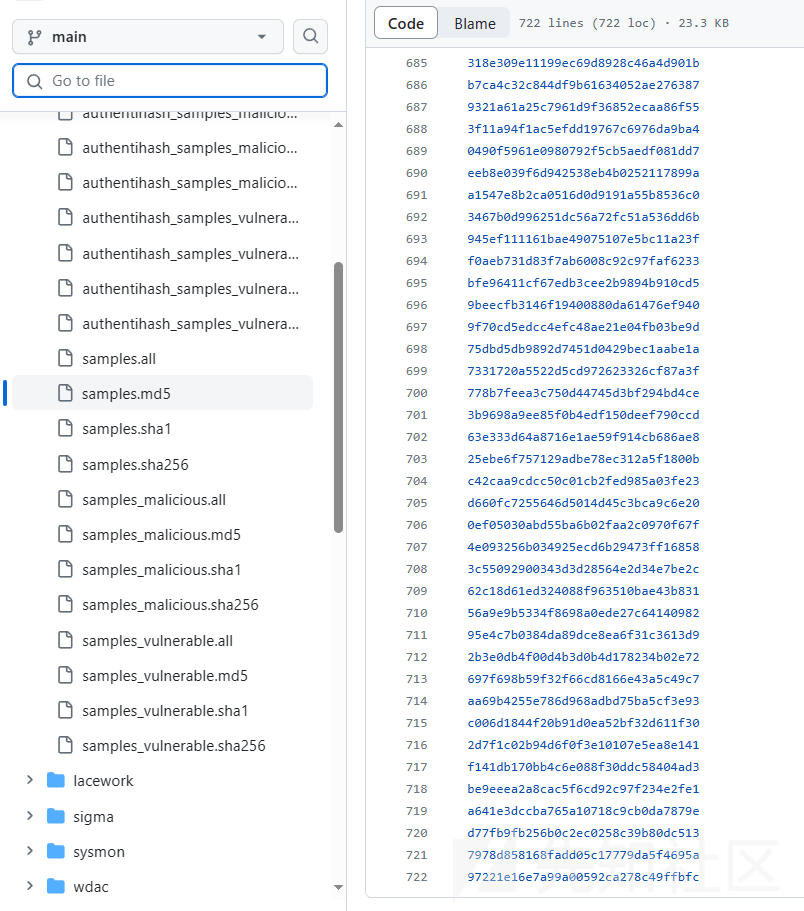 main
Go to file
authentihash_samples_malicio...
authentihash_samples_malicio...
authentihash_samples_malicio...
authentihash_samples_vulnera...
authentihash_samples_vulnera...
authentihash_samples_vulnera...
authentihash_samples_vulnera...
samples.all
samples.md5
samples.sha1
samples.sha256
samples_malicious.all
samples_malicious.md5
samples_malicious.sha1
samples_malicious.sha256
samples_vulnerable.all
samples_vulnerable.md5
samples_vulnerable.sha1
samples_vulnerable.sha256
lacework
sigma
sysmon
wdac
Code Blame 722 lines (722 loc) · 23.3 KB
685 318e309e11199ec69d8928c46a4d901b
686 b7ca4c32c844df9b61634052ae276387
687 9321a61a25c7961d9f36852ecaa86f55
688 3f11a94f1ac5efdd19767c6976da9ba4
689 0490f5961e0980792f5cb5aedf081dd7
690 eeb8e039f6d942538eb4b0252117899a
691 a1547e8b2ca0516d0d9191a55b8536c0
692 3467b0d996251dc56a72fc51a536dd6b
693 945ef111161bae49075107e5bc11a23f
694 f0aeb731d83f7ab6008c92c97faf6233
695 bfe96411cf67edb3cee2b9894b910cd5
696 9beecfb3146f19400880da61476ef940
697 9f70cd5edcc4efc48ae21e04fb03be9d
698 75dbd5db9892d7451d0429bec1aabe1a
699 7331720a5522d5cd972623326cf87a3f
700 778b7feea3c750d44745d3bf294bd4ce
701 3b9698a9ee85f0b4edf150deef790ccd
702 63e333d64a8716e1ae59f914cb686ae8
703 25ebe6f757129adbe78ec312a5f1800b
704 c42caa9cdcc50c01cb2fed985a03fe23
705 d660fc7255646d5014d45c3bca9c6e20
706 0ef05030abd55ba6b02faa2c0970f67f
707 4e093256b034925ecd6b29473ff16858
708 3c55092900343d3d28564e2d34e7be2c
709 62c18d61ed324088f963510bae43b831
710 56a9e9b5334f8698a0ede27c64140982
711 95e4c7b0384da89dce8ea6f31c3613d9
712 2b3e0db4f00d4b3d0b4d178234b02e72
713 697f698b59f32f66cd8166e43a5c49c7
714 aa69b4255e786d968adbd75ba5cf3e93
715 c006d1844f20b91d0ea52bf32d611f30
716 2d7f1c02b94d6f0f3e10107e5ea8e141
717 f141db170bb4c6e088f30ddc58404ad3
718 be9eeea2a8cac5f6cd92c97f234e2fe1
719 a641e3dccba765a10718c9cb0da7879e
720 d77fb9fb256b0c2ec0258c39b80dc513
721 7978d858168fadd05c17779da5f4695a
722 97221e16e7a99a00592ca278c49ffbfc
先知社区